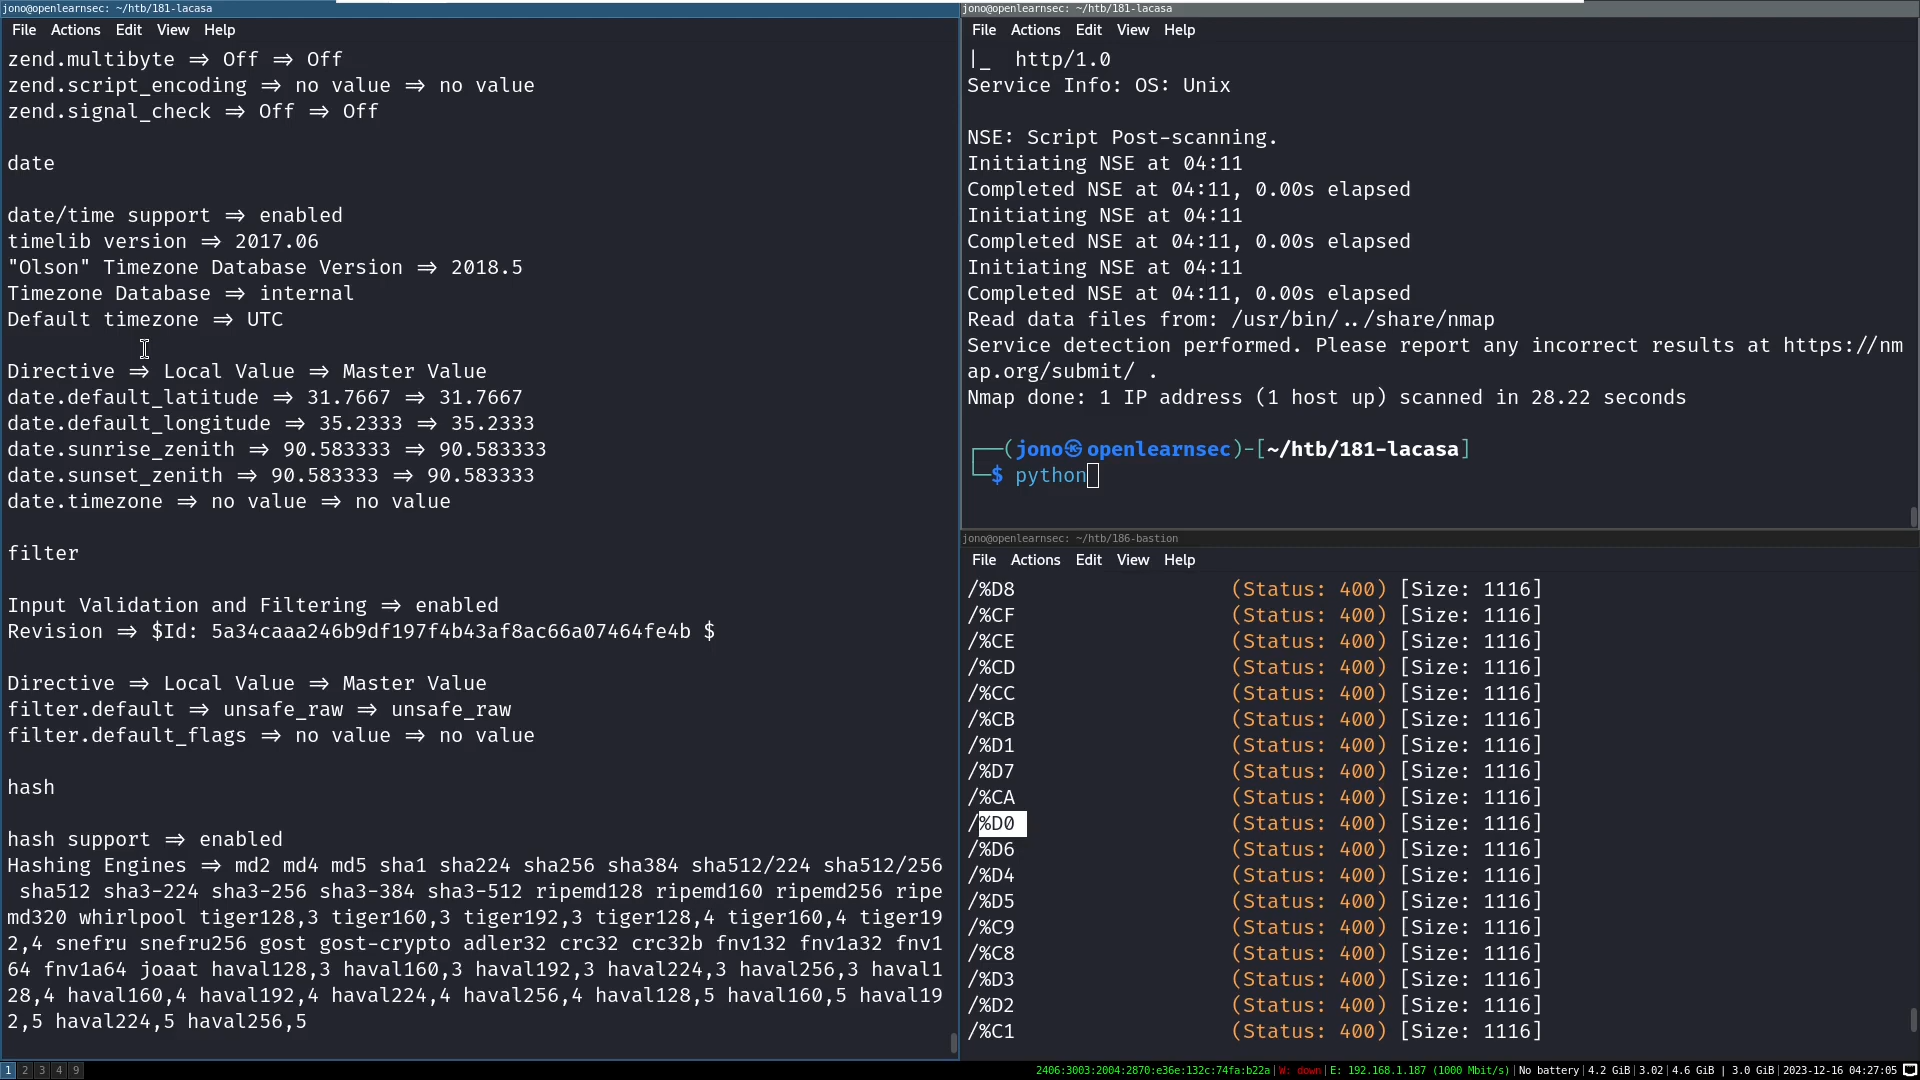 jono@openlearnsec: ~/htb/181-lacasa
File Actions Edit View Help
zend.multibyte => Off => Off
zend.script_encoding => no value => no value
zend.signal_check => Off => Off
date
date/time support => enabled
timelib version => 2017.06
"Olson" Timezone Database Version => 2018.5
Timezone Database => internal
Default timezone => UTC
Directive => Local Value => Master Value
date.default_latitude => 31.7667 => 31.7667
date.default_longitude => 35.2333 => 35.2333
date.sunrise_zenith => 90.583333 => 90.583333
date.sunset_zenith => 90.583333 => 90.583333
date.timezone => no value => no value
filter
Input Validation and Filtering => enabled
Revision => $Id: 5a34caaa246b9df197f4b43af8ac66a07464fe4b $
Directive => Local Value => Master Value
filter.default => unsafe_raw => unsafe_raw
filter.default_flags => no value => no value
hash
hash support => enabled
Hashing Engines => md2 md4 md5 sha1 sha224 sha256 sha384 sha512/224 sha512/256
sha512 sha3-224 sha3-256 sha3-384 sha3-512 ripemd128 ripemd160 ripemd256 ripe
md320 whirlpool tiger128,3 tiger160,3 tiger192,3 tiger128,4 tiger160,4 tiger19
2,4 snefru snefru256 gost gost-crypto adler32 crc32 crc32b fnv132 fnv1a32 fnv1
64 fnv1a64 joaat haval128,3 haval160,3 haval192,3 haval224,3 haval256,3 haval1
28,4 haval160,4 haval192,4 haval224,4 haval256,4 haval128,5 haval160,5 haval19
2,5 haval224,5 haval256,5
jono@openlearnsec: ~/htb/181-lacasa
File Actions Edit View Help
|_  http/1.0
Service Info: OS: Unix
NSE: Script Post-scanning.
Initiating NSE at 04:11
Completed NSE at 04:11, 0.00s elapsed
Initiating NSE at 04:11
Completed NSE at 04:11, 0.00s elapsed
Initiating NSE at 04:11
Completed NSE at 04:11, 0.00s elapsed
Read data files from: /usr/bin/../share/nmap
Service detection performed. Please report any incorrect results at https://nm
ap.org/submit/ .
Nmap done: 1 IP address (1 host up) scanned in 28.22 seconds
┌──(jono㉿openlearnsec)-[~/htb/181-lacasa]
└─$ python
jono@openlearnsec: ~/htb/186-bastion
File Actions Edit View Help
/%D8 (Status: 400) [Size: 1116]
/%CF (Status: 400) [Size: 1116]
/%CE (Status: 400) [Size: 1116]
/%CD (Status: 400) [Size: 1116]
/%CC (Status: 400) [Size: 1116]
/%CB (Status: 400) [Size: 1116]
/%D1 (Status: 400) [Size: 1116]
/%D7 (Status: 400) [Size: 1116]
/%CA (Status: 400) [Size: 1116]
/%D0 (Status: 400) [Size: 1116]
/%D6 (Status: 400) [Size: 1116]
/%D4 (Status: 400) [Size: 1116]
/%D5 (Status: 400) [Size: 1116]
/%C9 (Status: 400) [Size: 1116]
/%C8 (Status: 400) [Size: 1116]
/%D3 (Status: 400) [Size: 1116]
/%D2 (Status: 400) [Size: 1116]
/%C1 (Status: 400) [Size: 1116]
1 2 3 4 9
2406:3003:2004:2870:e36e:132c:74fa:b22a|W: down|E: 192.168.1.187 (1000 Mbit/s)|No battery|4.2 GiB|3.02|4.6 GiB | 3.0 GiB|2023-12-16 04:27:05